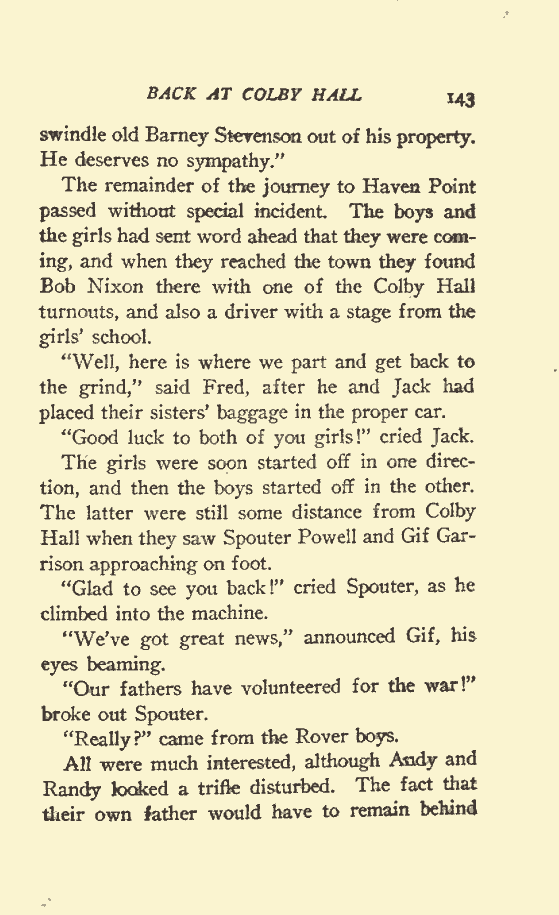 BACK AT COLBY HALL 143
swindle old Barney Stevenson out of his property.
He deserves no sympathy."
The remainder of the journey to Haven Point
passed without special incident. The boys and
the girls had sent word ahead that they were com-
ing, and when they reached the town they found
Bob Nixon there with one of the Colby Hall
turnouts, and also a driver with a stage from the
girls' school.
"Well, here is where we part and get back to
the grind," said Fred, after he and Jack had
placed their sisters' baggage in the proper car.
"Good luck to both of you girls!" cried Jack.
The girls were soon started off in one direc-
tion, and then the boys started off in the other.
The latter were still some distance from Colby
Hall when they saw Spouter Powell and Gif Gar-
rison approaching on foot.
"Glad to see you back!" cried Spouter, as he
climbed into the machine.
"We've got great news," announced Gif, his
eyes beaming.
"Our fathers have volunteered for the war!"
broke out Spouter.
"Really?" came from the Rover boys.
All were much interested, although Andy and
Randy looked a trifle disturbed. The fact that
their own father would have to remain behind